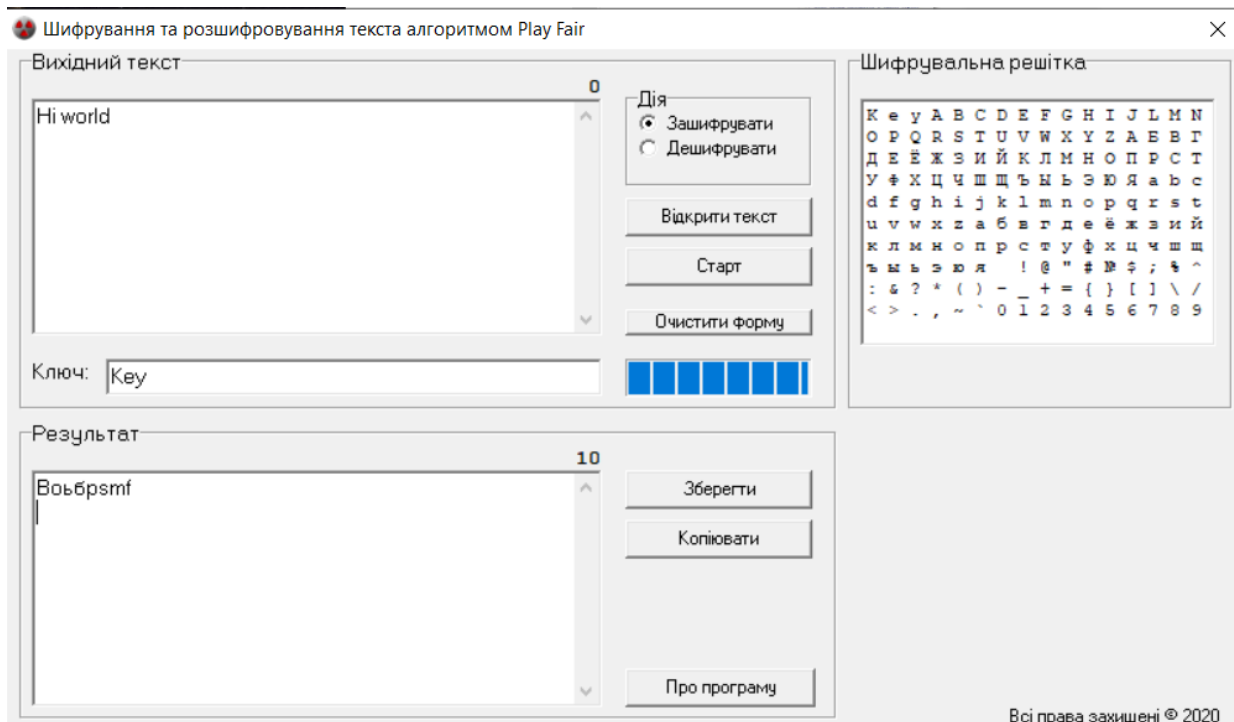 Шифрування та розшифровування текста алгоритмом Play Fair
Вихідний текст
0
Hi world
Дія
Зашифрувати
Дешифрувати
Відкрити текст
Старт
Очистити форму
Ключ: Key
Шифрувальна решітка
K e y A B C D E F G H I J L M N
O P Q R S T U V W X Y Z А Б В Г
Д Е Ё Ж З И Й К Л М Н О П Р С Т
У Ф Х Ц Ч Ш Щ Ъ Ы Ь Э Ю Я a b c
d f g h i j k l m n o p q r s t
u v w x z а б в г д е ё ж з и й
к л м н о п р с т у ф х ц ч ш щ
ъ ы ь э ю я ! @ " # № $ ; % ^
: & ? * ( ) - _ + = { } [ ] \ /
< > . , ~ ` 0 1 2 3 4 5 6 7 8 9
Результат
10
Воьбрsmf
Зберегти
Копіювати
Про програму
Всі права захищені © 2020